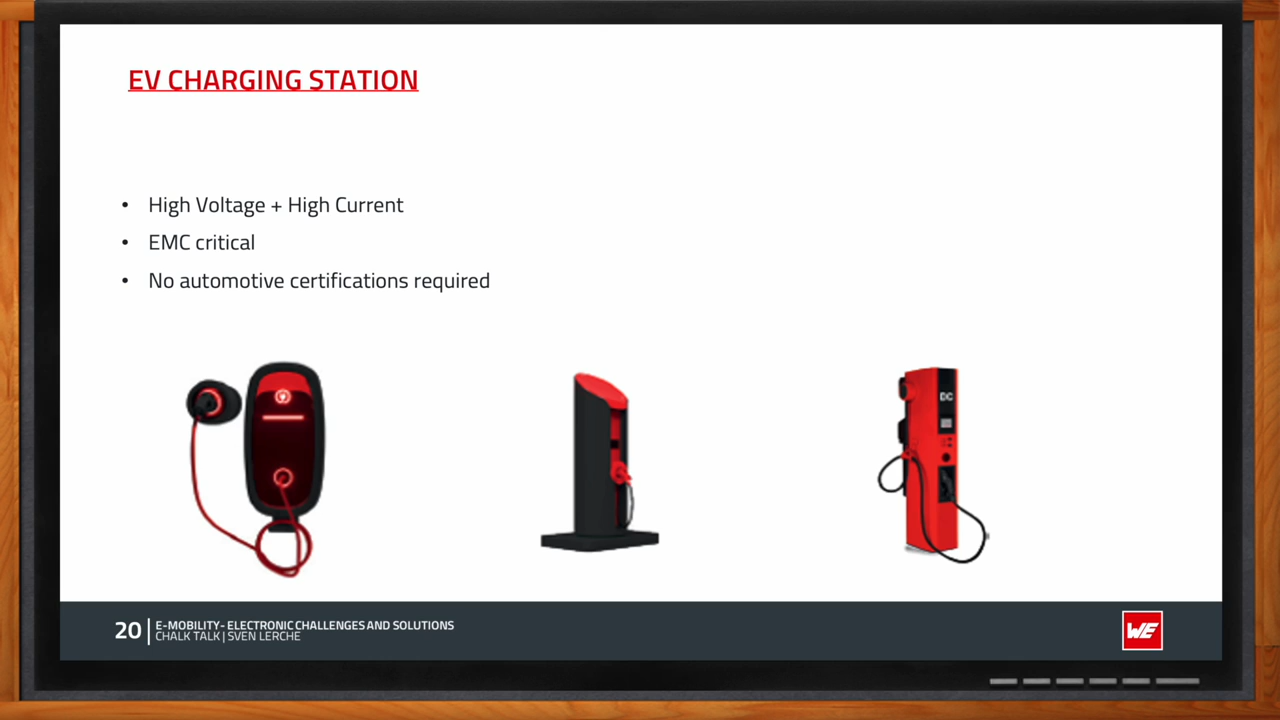 EV CHARGING STATION
• High Voltage + High Current
• EMC critical
• No automotive certifications required
DC
20
E-MOBILITY- ELECTRONIC CHALLENGES AND SOLUTIONS
CHALK TALK | SVEN LERCHE
WE